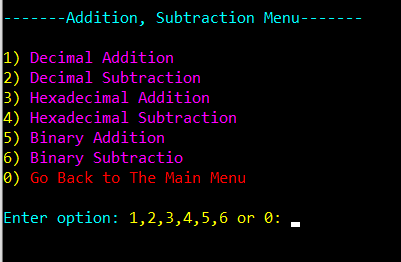 -------Addition, Subtraction Menu-------
1) Decimal Addition
2) Decimal Subtraction
3) Hexadecimal Addition
4) Hexadecimal Subtraction
5) Binary Addition
6) Binary Subtractio
0) Go Back to The Main Menu
Enter option: 1,2,3,4,5,6 or 0: